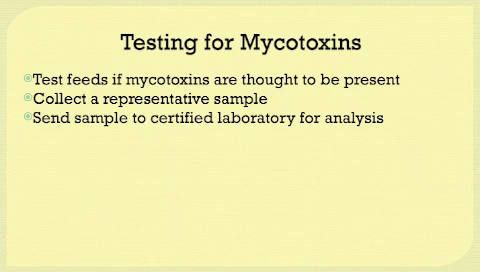 Testing for Mycotoxins
Test feeds if mycotoxins are thought to be present
Collect a representative sample
Send sample to certified laboratory for analysis